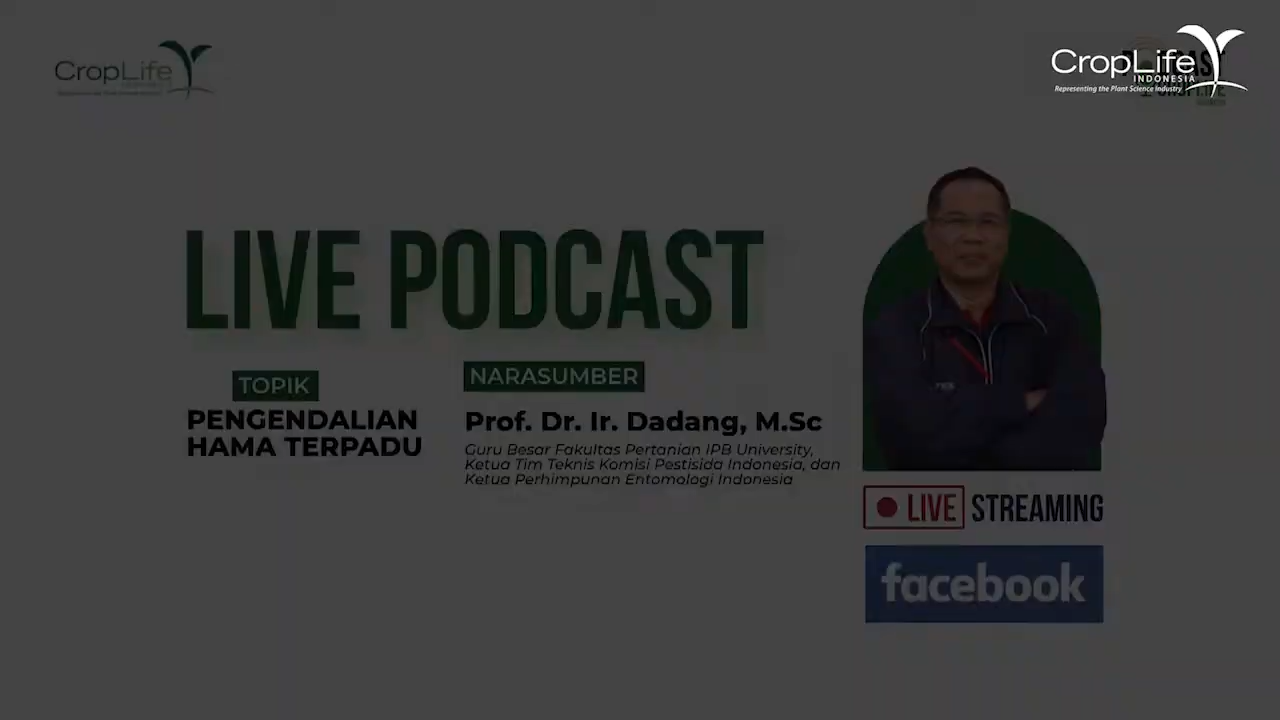 CropLife
CropLife
INDONESIA
Representing the Plant Science Industry
LIVE PODCAST
TOPIK
PENGENDALIAN
HAMA TERPADU
NARASUMBER
Prof. Dr. Ir. Dadang, M.Sc
Guru Besar Fakultas Pertanian IPB University,
Ketua Tim Teknis Komisi Pestisida Indonesia, dan
Ketua Perhimpunan Entomologi Indonesia
LIVE STREAMING
facebook